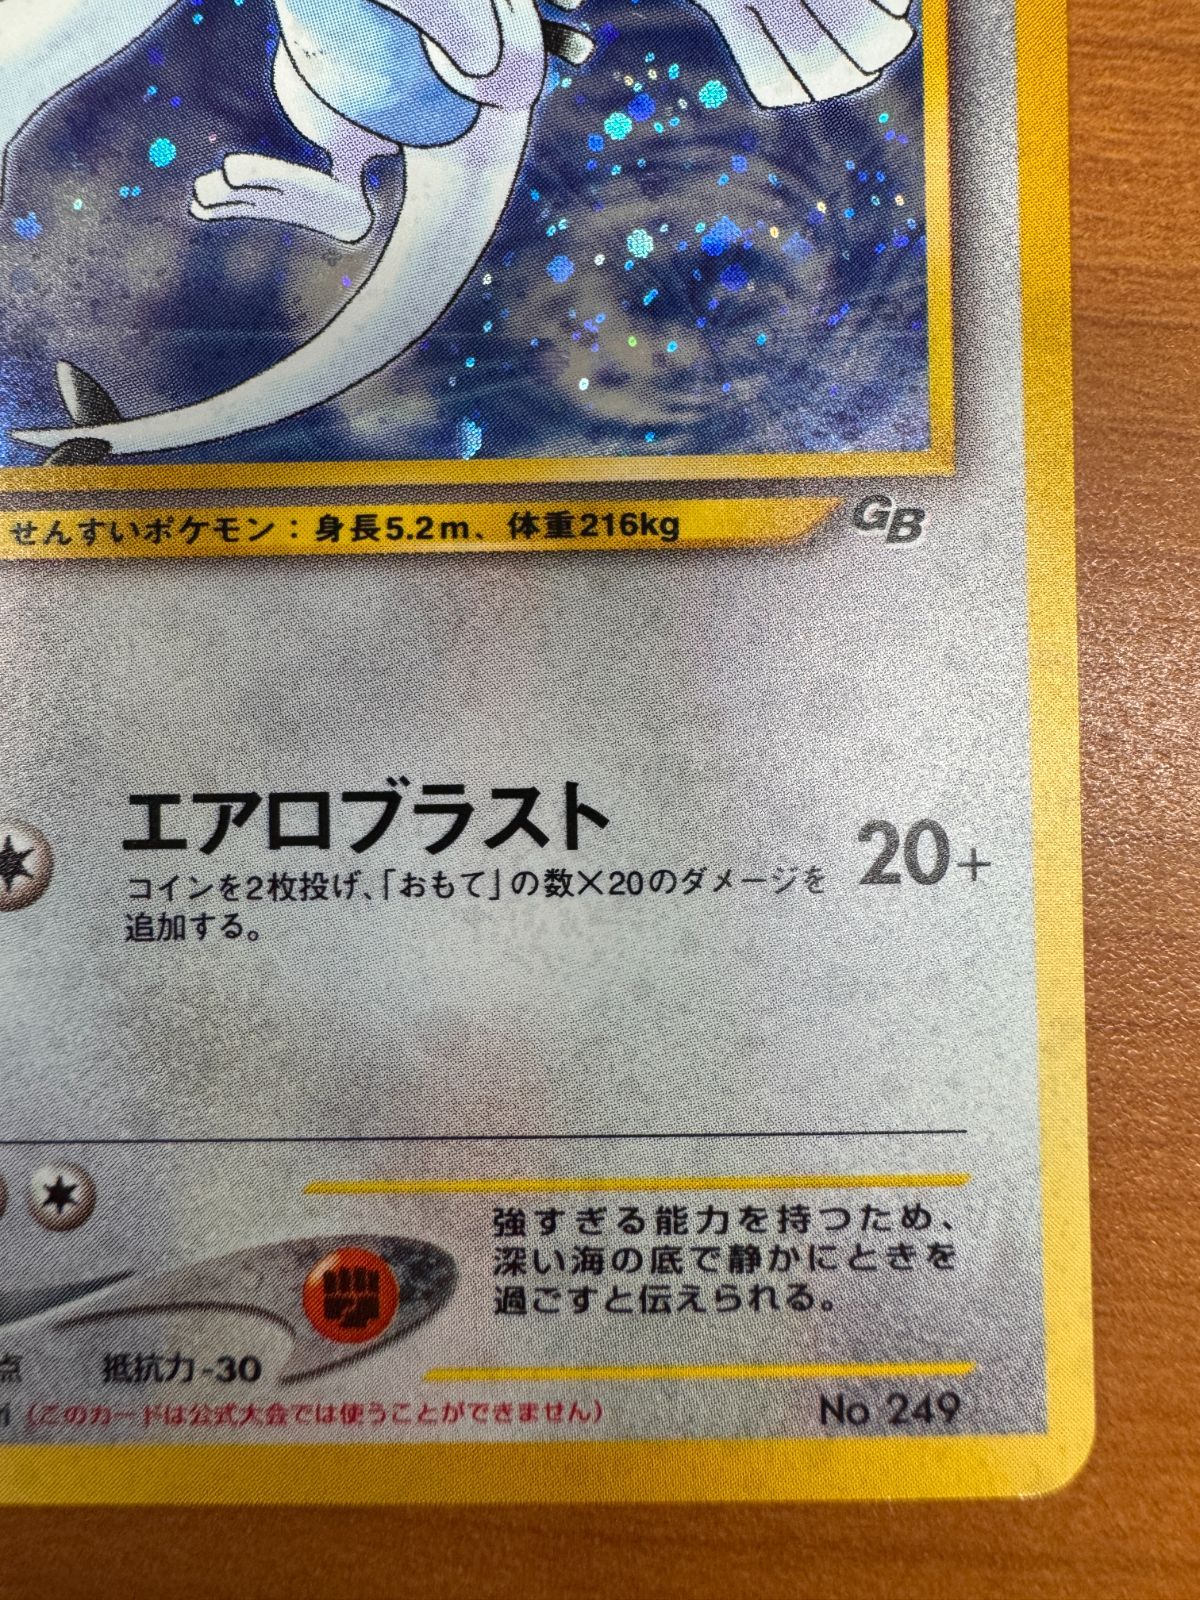 せんすいポケモン：身長5.2m、体重216kg
GB
エアロブラスト
20+
コインを2枚投げ、「おもて」の数×20のダメージを
追加する。
強すぎる能力を持つため、
深い海の底で静かにときを
過ごすと伝えられる。
点 抵抗力-30
(このカードは公式大会では使うことができません)
No 249